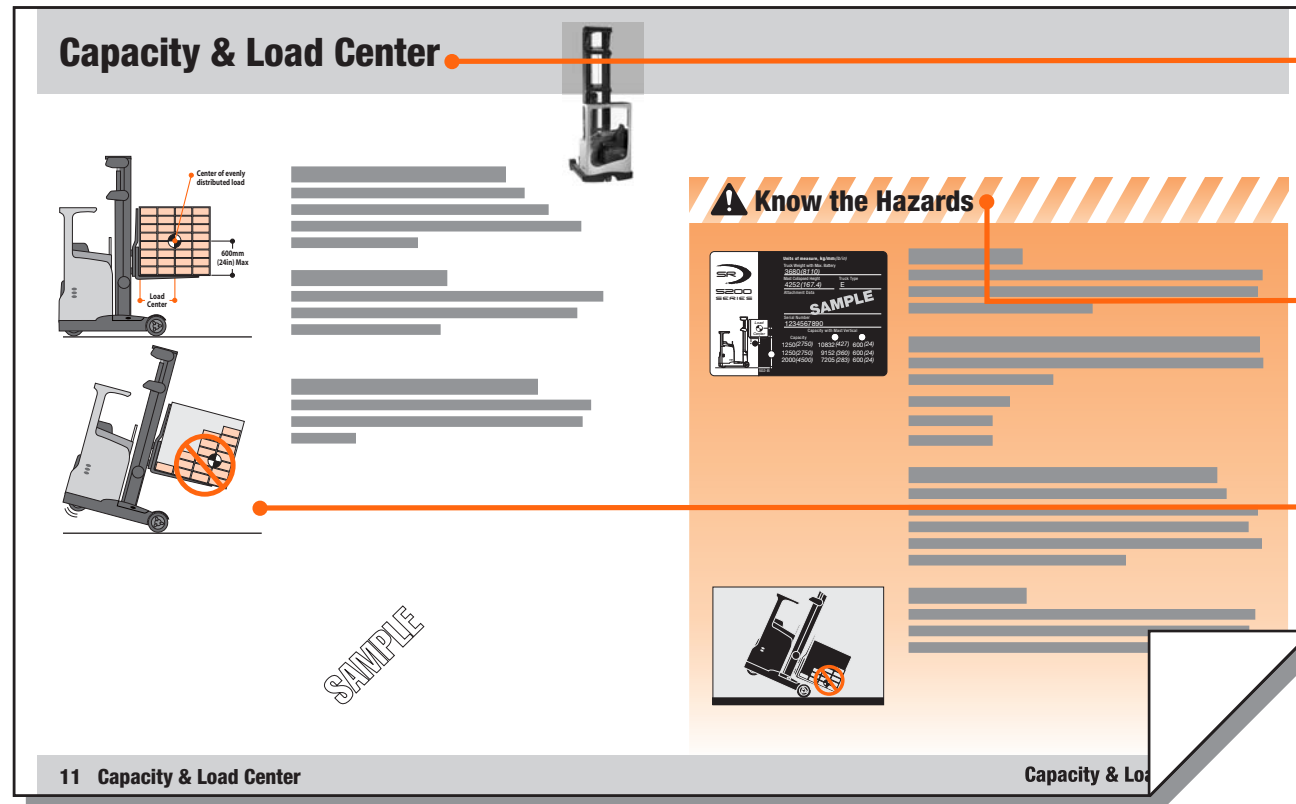 Capacity & Load Center
Center of evenly
distributed load
600mm
(24in) Max
Load
Center
SAMPLE
Know the Hazards
SR
5200
SERIES
Units of measure, kg/mm(lb/in)
Truck Weight with Max. Battery
3680(8110)
Mast Collapsed Height Truck Type
4252(167.4) E
Attachment Data
SAMPLE
Serial Number
1234567890
Capacity with Mast Vertical
Capacity
1250(2750) 10832(427) 600(24)
1250(2750) 9152(360) 600(24)
2000(4500) 7205(283) 600(24)
Load
Center
11 Capacity & Load Center
Capacity & Loa